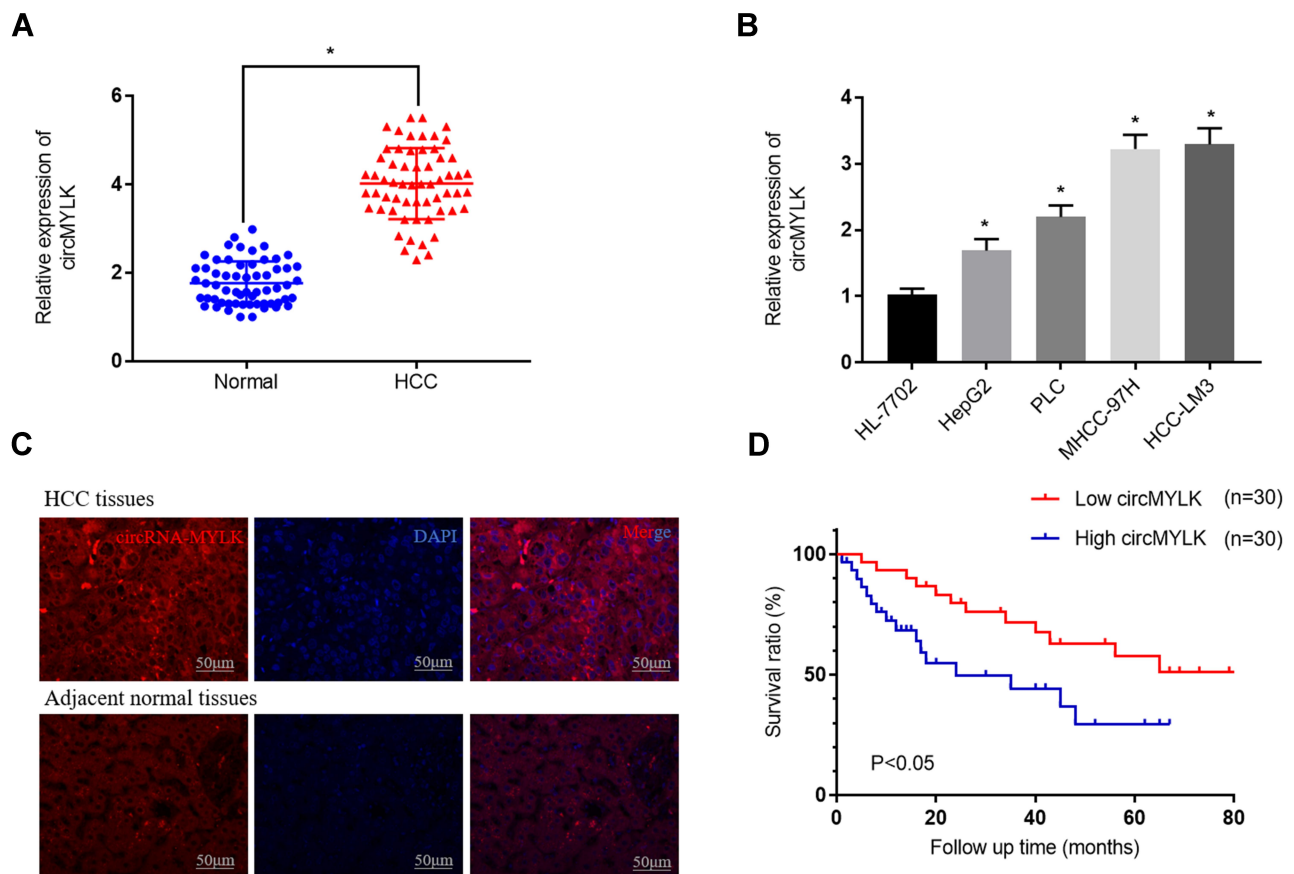 A
*
Relative expression of
circMYLK
6
4
2
0
Normal
HCC
B
Relative expression of
circMYLK
4
3
2
1
0
*
*
*
*
HL-7702
HepG2
PLC
MHCC-97H
HCC-LM3
C
HCC tissues
circRNA-MYLK
DAPI
Merge
50μm
50μm
50μm
Adjacent normal tissues
50μm
50μm
50μm
D
Low circMYLK (n=30)
High circMYLK (n=30)
Survival ratio (%)
100
50
0
P<0.05
0
20
40
60
80
Follow up time (months)